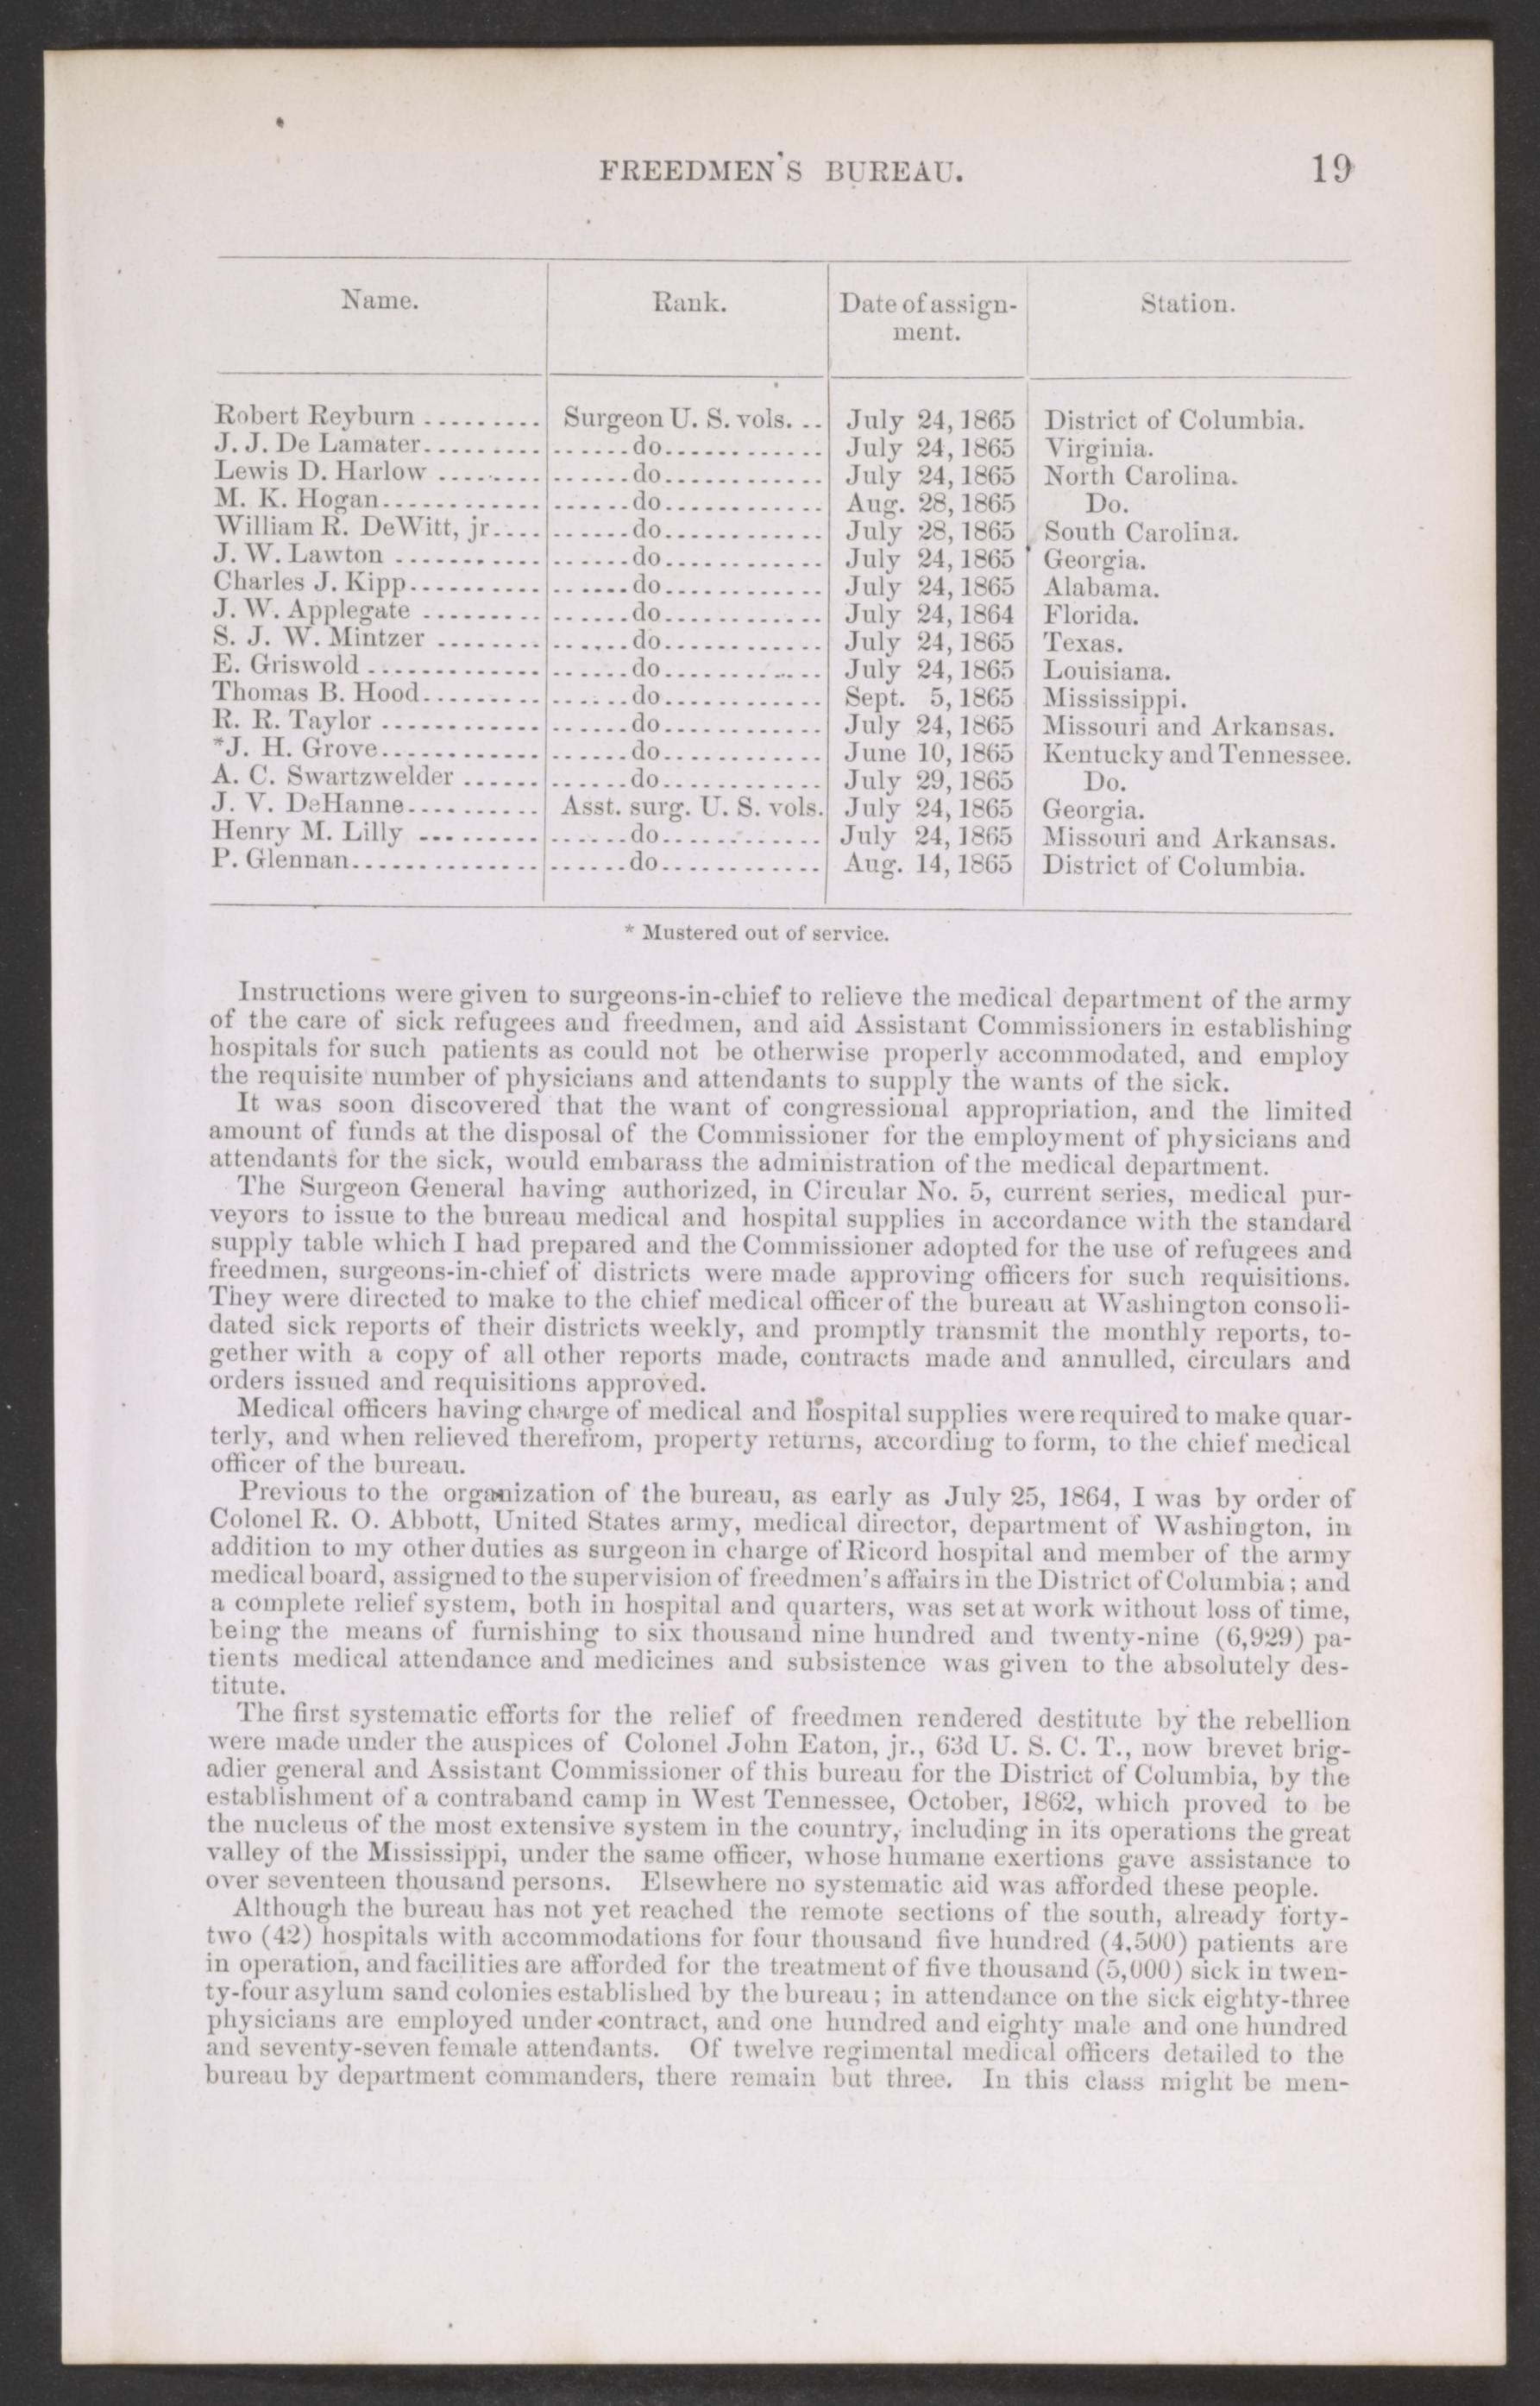 FREEDMEN'S BUREAU. 19
Name. Rank. Date of assign-
ment. Station.
Robert Reyburn ......... Surgeon U. S. vols. ... July 24, 1865 District of Columbia.
J. J. De Lamater......... ......do............ July 24, 1865 Virginia.
Lewis D. Harlow ......... ......do............ July 24, 1865 North Carolina.
M. K. Hogan............ ......do............ Aug. 28, 1865 Do.
William R. DeWitt, jr.... ......do............ July 28, 1865 South Carolina.
J. W. Lawton ........... ......do............ July 24, 1865 Georgia.
Charles J. Kipp.......... ......do............ July 24, 1865 Alabama.
J. W. Applegate ......... ......do............ July 24, 1864 Florida.
S. J. W. Mintzer ........ ......do............ July 24, 1865 Texas.
E. Griswold ............. ......do............ July 24, 1865 Louisiana.
Thomas B. Hood......... ......do............ Sept. 5, 1865 Mississippi.
R. R. Taylor ............ ......do............ July 24, 1865 Missouri and Arkansas.
*J. H. Grove............ ......do............ June 10, 1865 Kentucky and Tennessee.
A. C. Swartzwelder ...... ......do............ July 29, 1865 Do.
J. V. DeHanne.......... Asst. surg. U. S. vols. July 24, 1865 Georgia.
Henry M. Lilly ......... ......do............ July 24, 1865 Missouri and Arkansas.
P. Glennan.............. ......do............ Aug. 14, 1865 District of Columbia.
* Mustered out of service.
Instructions were given to surgeons-in-chief to relieve the medical department of the army
of the care of sick refugees and freedmen, and aid Assistant Commissioners in establishing
hospitals for such patients as could not be otherwise properly accommodated, and employ
the requisite number of physicians and attendants to supply the wants of the sick.
It was soon discovered that the want of congressional appropriation, and the limited
amount of funds at the disposal of the Commissioner for the employment of physicians and
attendants for the sick, would embarass the administration of the medical department.
The Surgeon General having authorized, in Circular No. 5, current series, medical pur-
veyors to issue to the bureau medical and hospital supplies in accordance with the standard
supply table which I had prepared and the Commissioner adopted for the use of refugees and
freedmen, surgeons-in-chief of districts were made approving officers for such requisitions.
They were directed to make to the chief medical officer of the bureau at Washington consoli-
dated sick reports of their districts weekly, and promptly transmit the monthly reports, to-
gether with a copy of all other reports made, contracts made and annulled, circulars and
orders issued and requisitions approved.
Medical officers having charge of medical and hospital supplies were required to make quar-
terly, and when relieved therefrom, property returns, according to form, to the chief medical
officer of the bureau.
Previous to the organization of the bureau, as early as July 25, 1864, I was by order of
Colonel R. O. Abbott, United States army, medical director, department of Washington, in
addition to my other duties as surgeon in charge of Ricord hospital and member of the army
medical board, assigned to the supervision of freedmen's affairs in the District of Columbia; and
a complete relief system, both in hospital and quarters, was set at work without loss of time,
being the means of furnishing to six thousand nine hundred and twenty-nine (6,929) pa-
tients medical attendance and medicines and subsistence was given to the absolutely des-
titute.
The first systematic efforts for the relief of freedmen rendered destitute by the rebellion
were made under the auspices of Colonel John Eaton, jr., 63d U. S. C. T., now brevet brig-
adier general and Assistant Commissioner of this bureau for the District of Columbia, by the
establishment of a contraband camp in West Tennessee, October, 1862, which proved to be
the nucleus of the most extensive system in the country, including in its operations the great
valley of the Mississippi, under the same officer, whose humane exertions gave assistance to
over seventeen thousand persons. Elsewhere no systematic aid was afforded these people.
Although the bureau has not yet reached the remote sections of the south, already forty-
two (42) hospitals with accommodations for four thousand five hundred (4,500) patients are
in operation, and facilities are afforded for the treatment of five thousand (5,000) sick in twen-
ty-four asylum sand colonies established by the bureau; in attendance on the sick eighty-three
physicians are employed under contract, and one hundred and eighty male and one hundred
and seventy-seven female attendants. Of twelve regimental medical officers detailed to the
bureau by department commanders, there remain but three. In this class might be men-